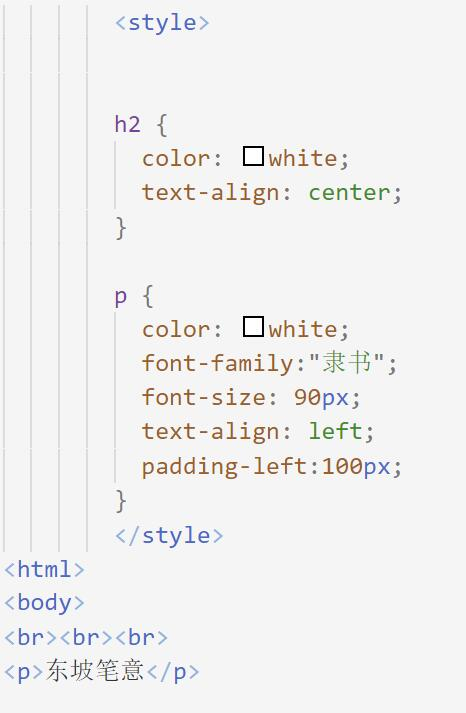 <style>
h2 {
color: white;
text-align: center;
}
p {
color: white;
font-family:"隶书";
font-size: 90px;
text-align: left;
padding-left:100px;
}
</style>
<html>
<body>
<br><br><br>
<p>东坡笔意</p>